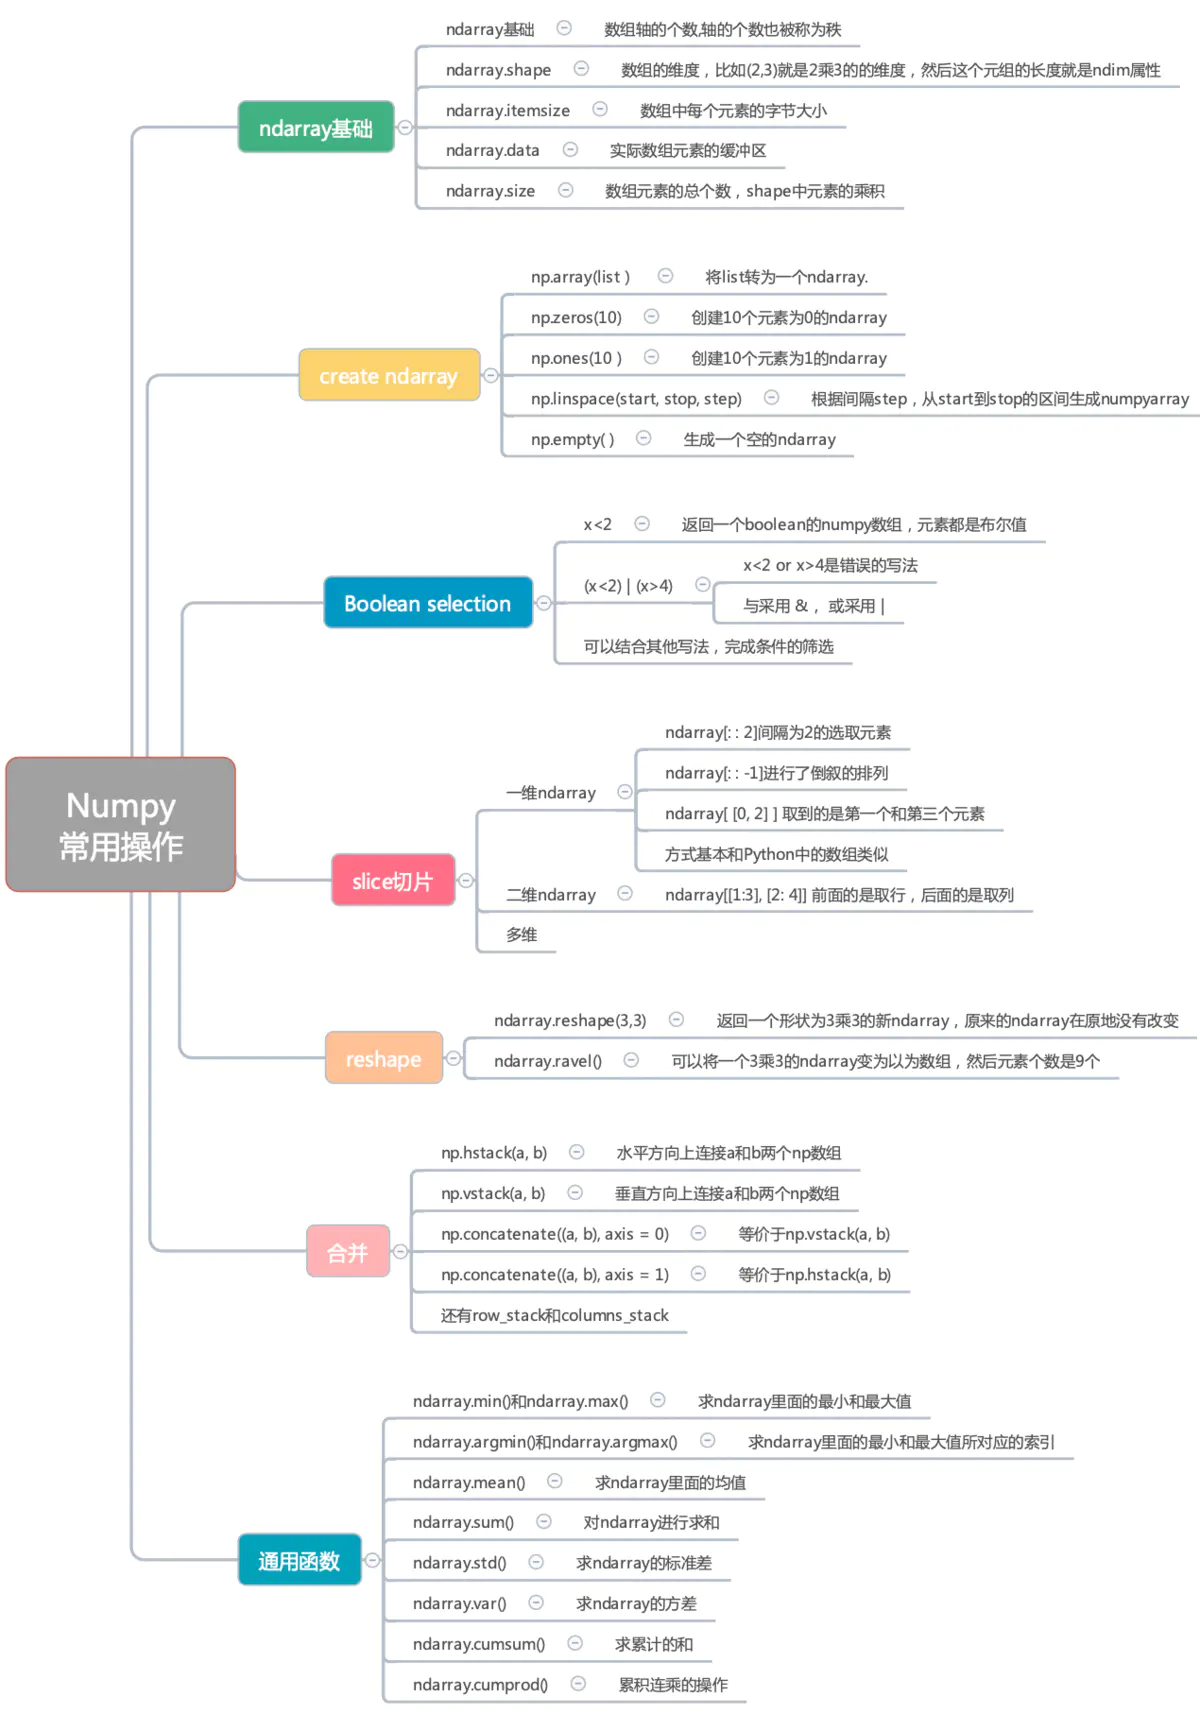 Numpy
常用操作
ndarray基础
ndarray基础 数组轴的个数,轴的个数也被称为秩
ndarray.shape 数组的维度，比如(2,3)就是2乘3的的维度，然后这个元组的长度就是ndim属性
ndarray.itemsize 数组中每个元素的字节大小
ndarray.data 实际数组元素的缓冲区
ndarray.size 数组元素的总个数，shape中元素的乘积
create ndarray
np.array(list ) 将list转为一个ndarray.
np.zeros(10) 创建10个元素为0的ndarray
np.ones(10 ) 创建10个元素为1的ndarray
np.linspace(start, stop, step) 根据间隔step，从start到stop的区间生成numpyarray
np.empty( ) 生成一个空的ndarray
Boolean selection
x<2 返回一个boolean的numpy数组，元素都是布尔值
(x<2) | (x>4)
x<2 or x>4是错误的写法
与采用 &， 或采用 |
可以结合其他写法，完成条件的筛选
slice切片
一维ndarray
ndarray[: : 2]间隔为2的选取元素
ndarray[: : -1]进行了倒叙的排列
ndarray[ [0, 2] ] 取到的是第一个和第三个元素
方式基本和Python中的数组类似
二维ndarray ndarray[[1:3], [2: 4]] 前面的是取行，后面的是取列
多维
reshape
ndarray.reshape(3,3) 返回一个形状为3乘3的新ndarray，原来的ndarray在原地没有改变
ndarray.ravel() 可以将一个3乘3的ndarray变为以为数组，然后元素个数是9个
合并
np.hstack(a, b) 水平方向上连接a和b两个np数组
np.vstack(a, b) 垂直方向上连接a和b两个np数组
np.concatenate((a, b), axis = 0) 等价于np.vstack(a, b)
np.concatenate((a, b), axis = 1) 等价于np.hstack(a, b)
还有row_stack和columns_stack
通用函数
ndarray.min()和ndarray.max() 求ndarray里面的最小和最大值
ndarray.argmin()和ndarray.argmax() 求ndarray里面的最小和最大值所对应的索引
ndarray.mean() 求ndarray里面的均值
ndarray.sum() 对ndarray进行求和
ndarray.std() 求ndarray的标准差
ndarray.var() 求ndarray的方差
ndarray.cumsum() 求累计的和
ndarray.cumprod() 累积连乘的操作